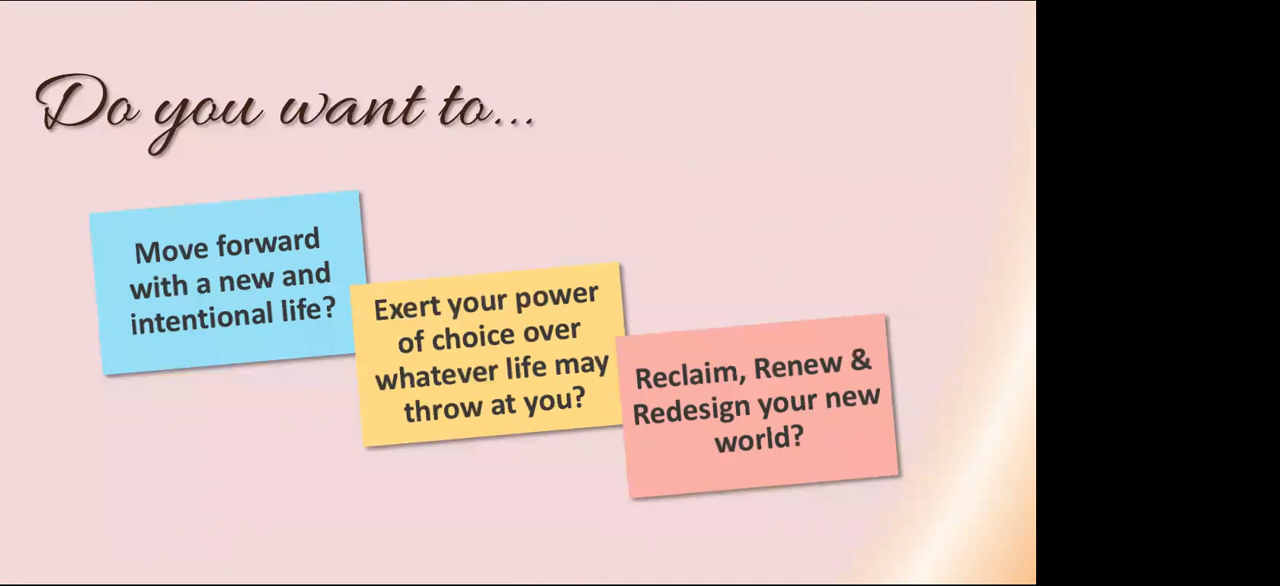 Do you want to...
Move forward
with a new and
intentional life?
Exert your power
of choice over
whatever life may
throw at you?
Reclaim, Renew &
Redesign your new
world?